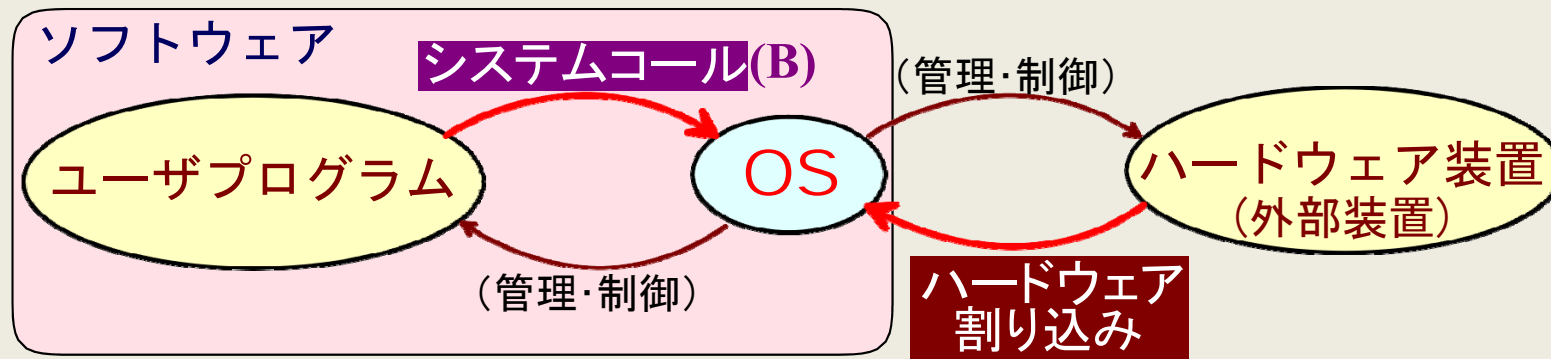 ソフトウェア
システムコール(B)
(管理･制御)
ユーザプログラム
OS
ハードウェア装置
(外部装置)
(管理･制御)
ハードウェア
割り込み